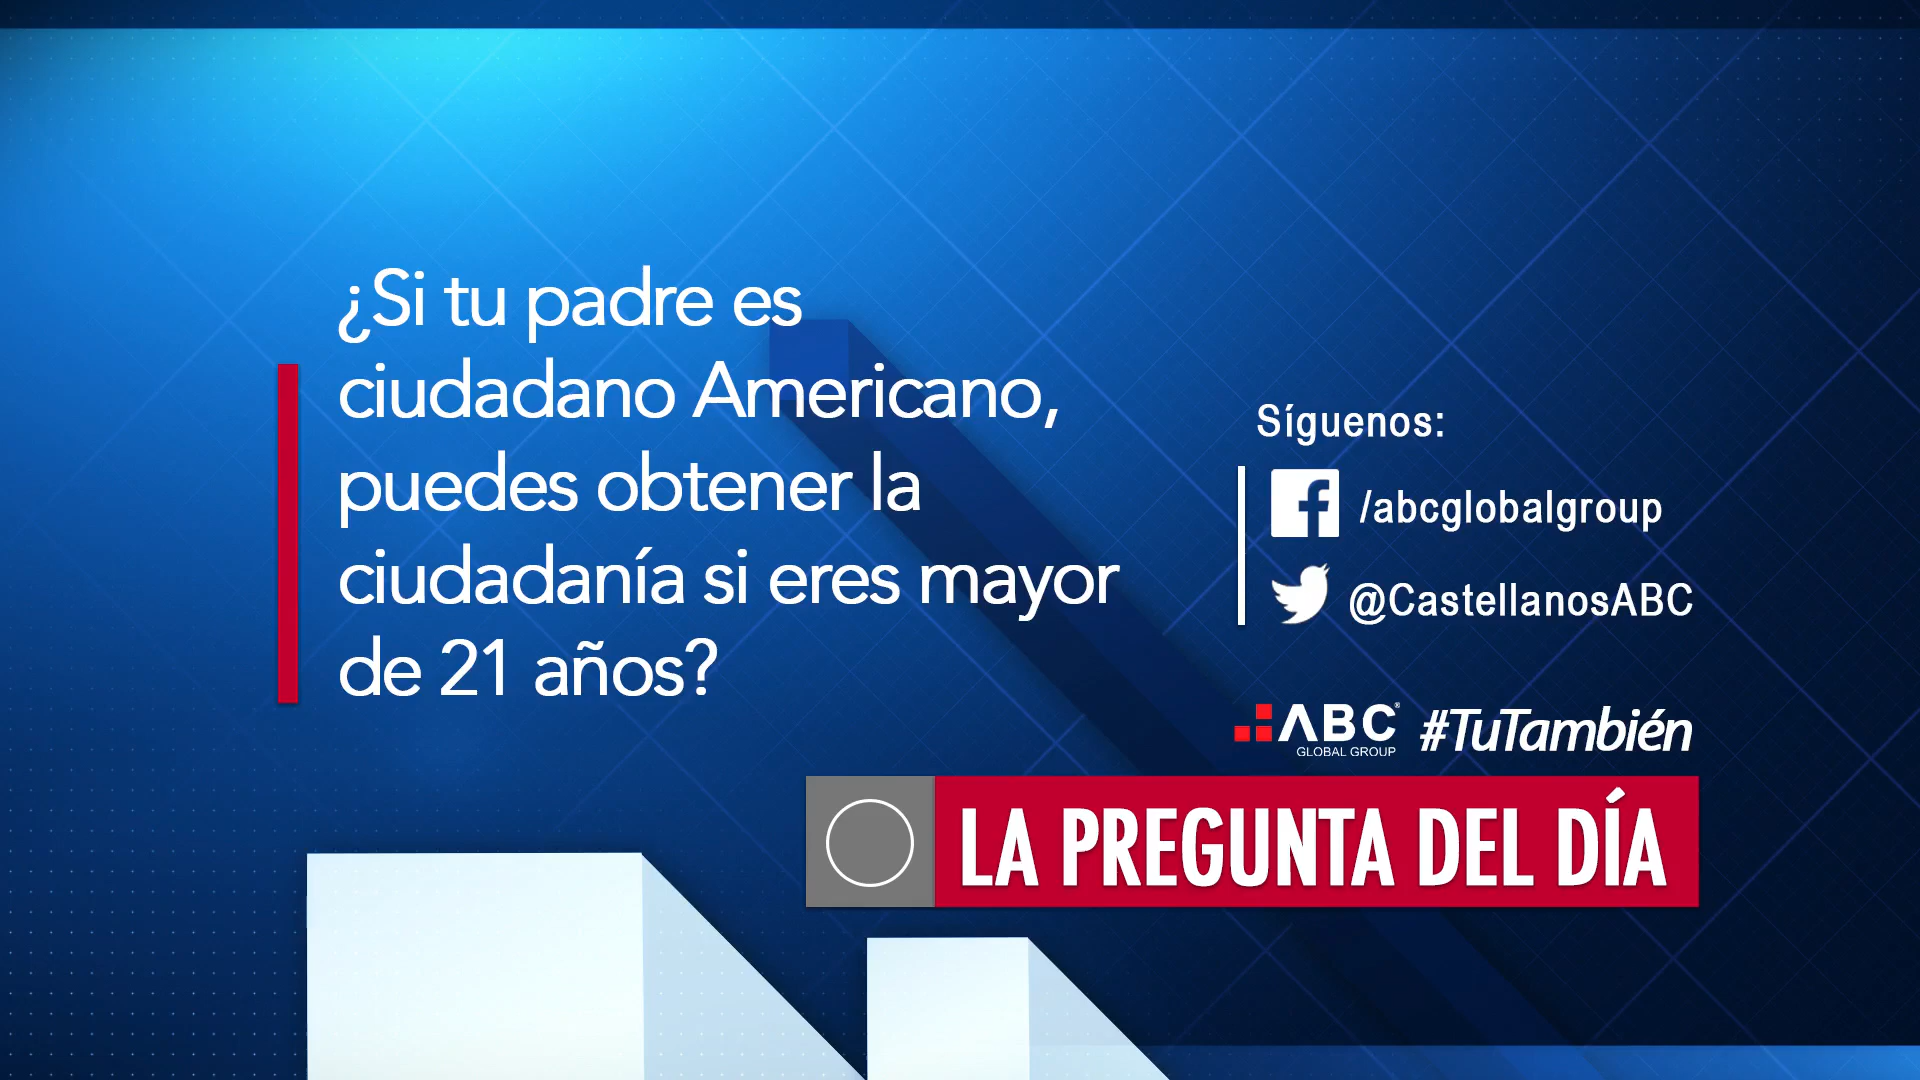 ¿Si tu padre es
ciudadano Americano,
puedes obtener la
ciudadanía si eres mayor
de 21 años?
Síguenos:
/abcglobalgroup
@CastellanosABC
ABC®
GLOBAL GROUP
#TuTambién
LA PREGUNTA DEL DÍA